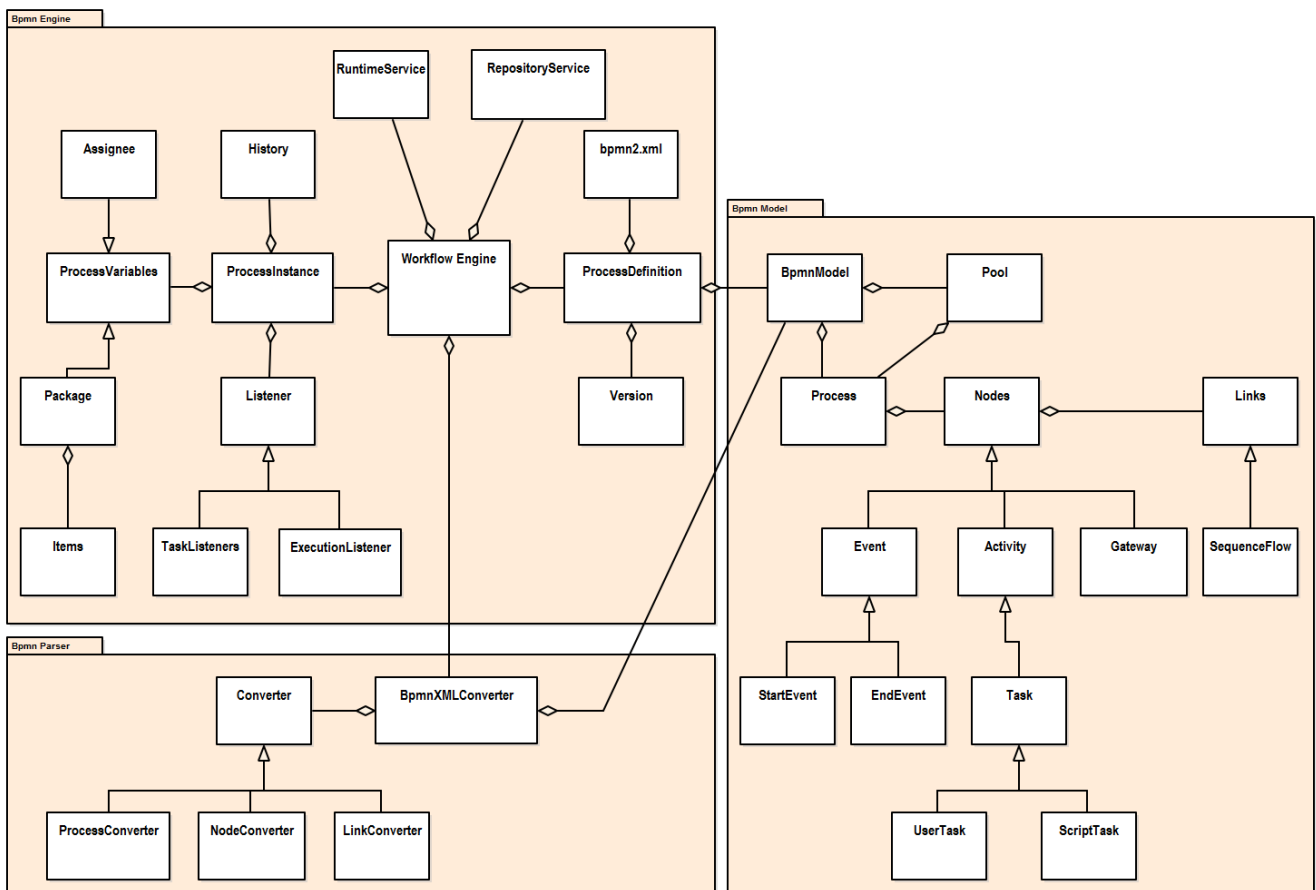 Bpmn Engine
RuntimeService
RepositoryService
Assignee
History
bpmn2.xml
ProcessVariables
ProcessInstance
Workflow Engine
ProcessDefinition
Package
Listener
Version
Items
TaskListeners
ExecutionListener
Bpmn Model
BpmnModel
Pool
Process
Nodes
Links
Event
Activity
Gateway
SequenceFlow
StartEvent
EndEvent
Task
UserTask
ScriptTask
Bpmn Parser
Converter
BpmnXMLConverter
ProcessConverter
NodeConverter
LinkConverter